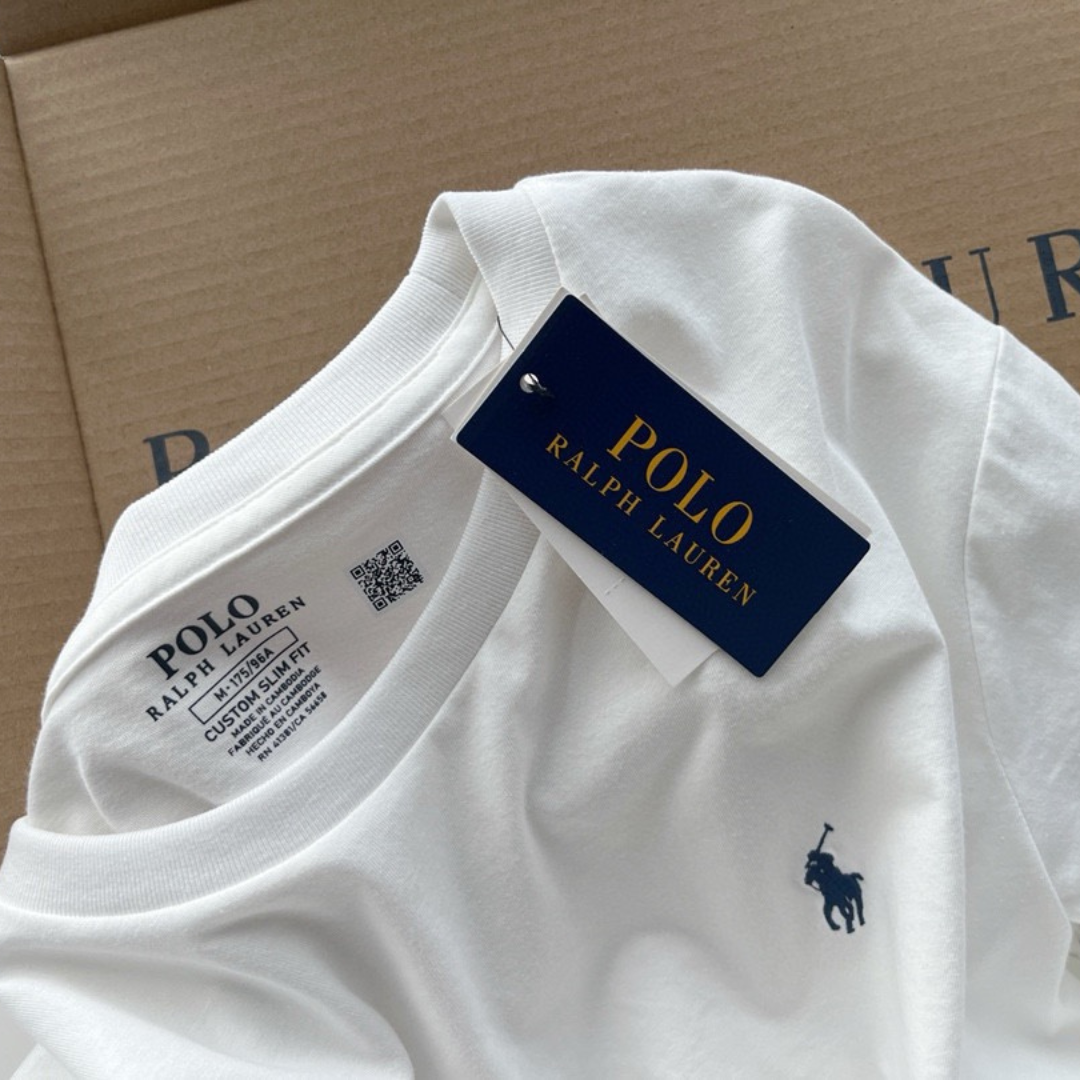 U R
P
POLO
RALPH LAUREN
POLO
RALPH LAUREN
M-175/96A
CUSTOM SLIM FIT
MADE IN CAMBODIA
FABRIQUÉ AU CAMBODGE
HECHO EN CAMBOYA
RN 41381/CA 56658